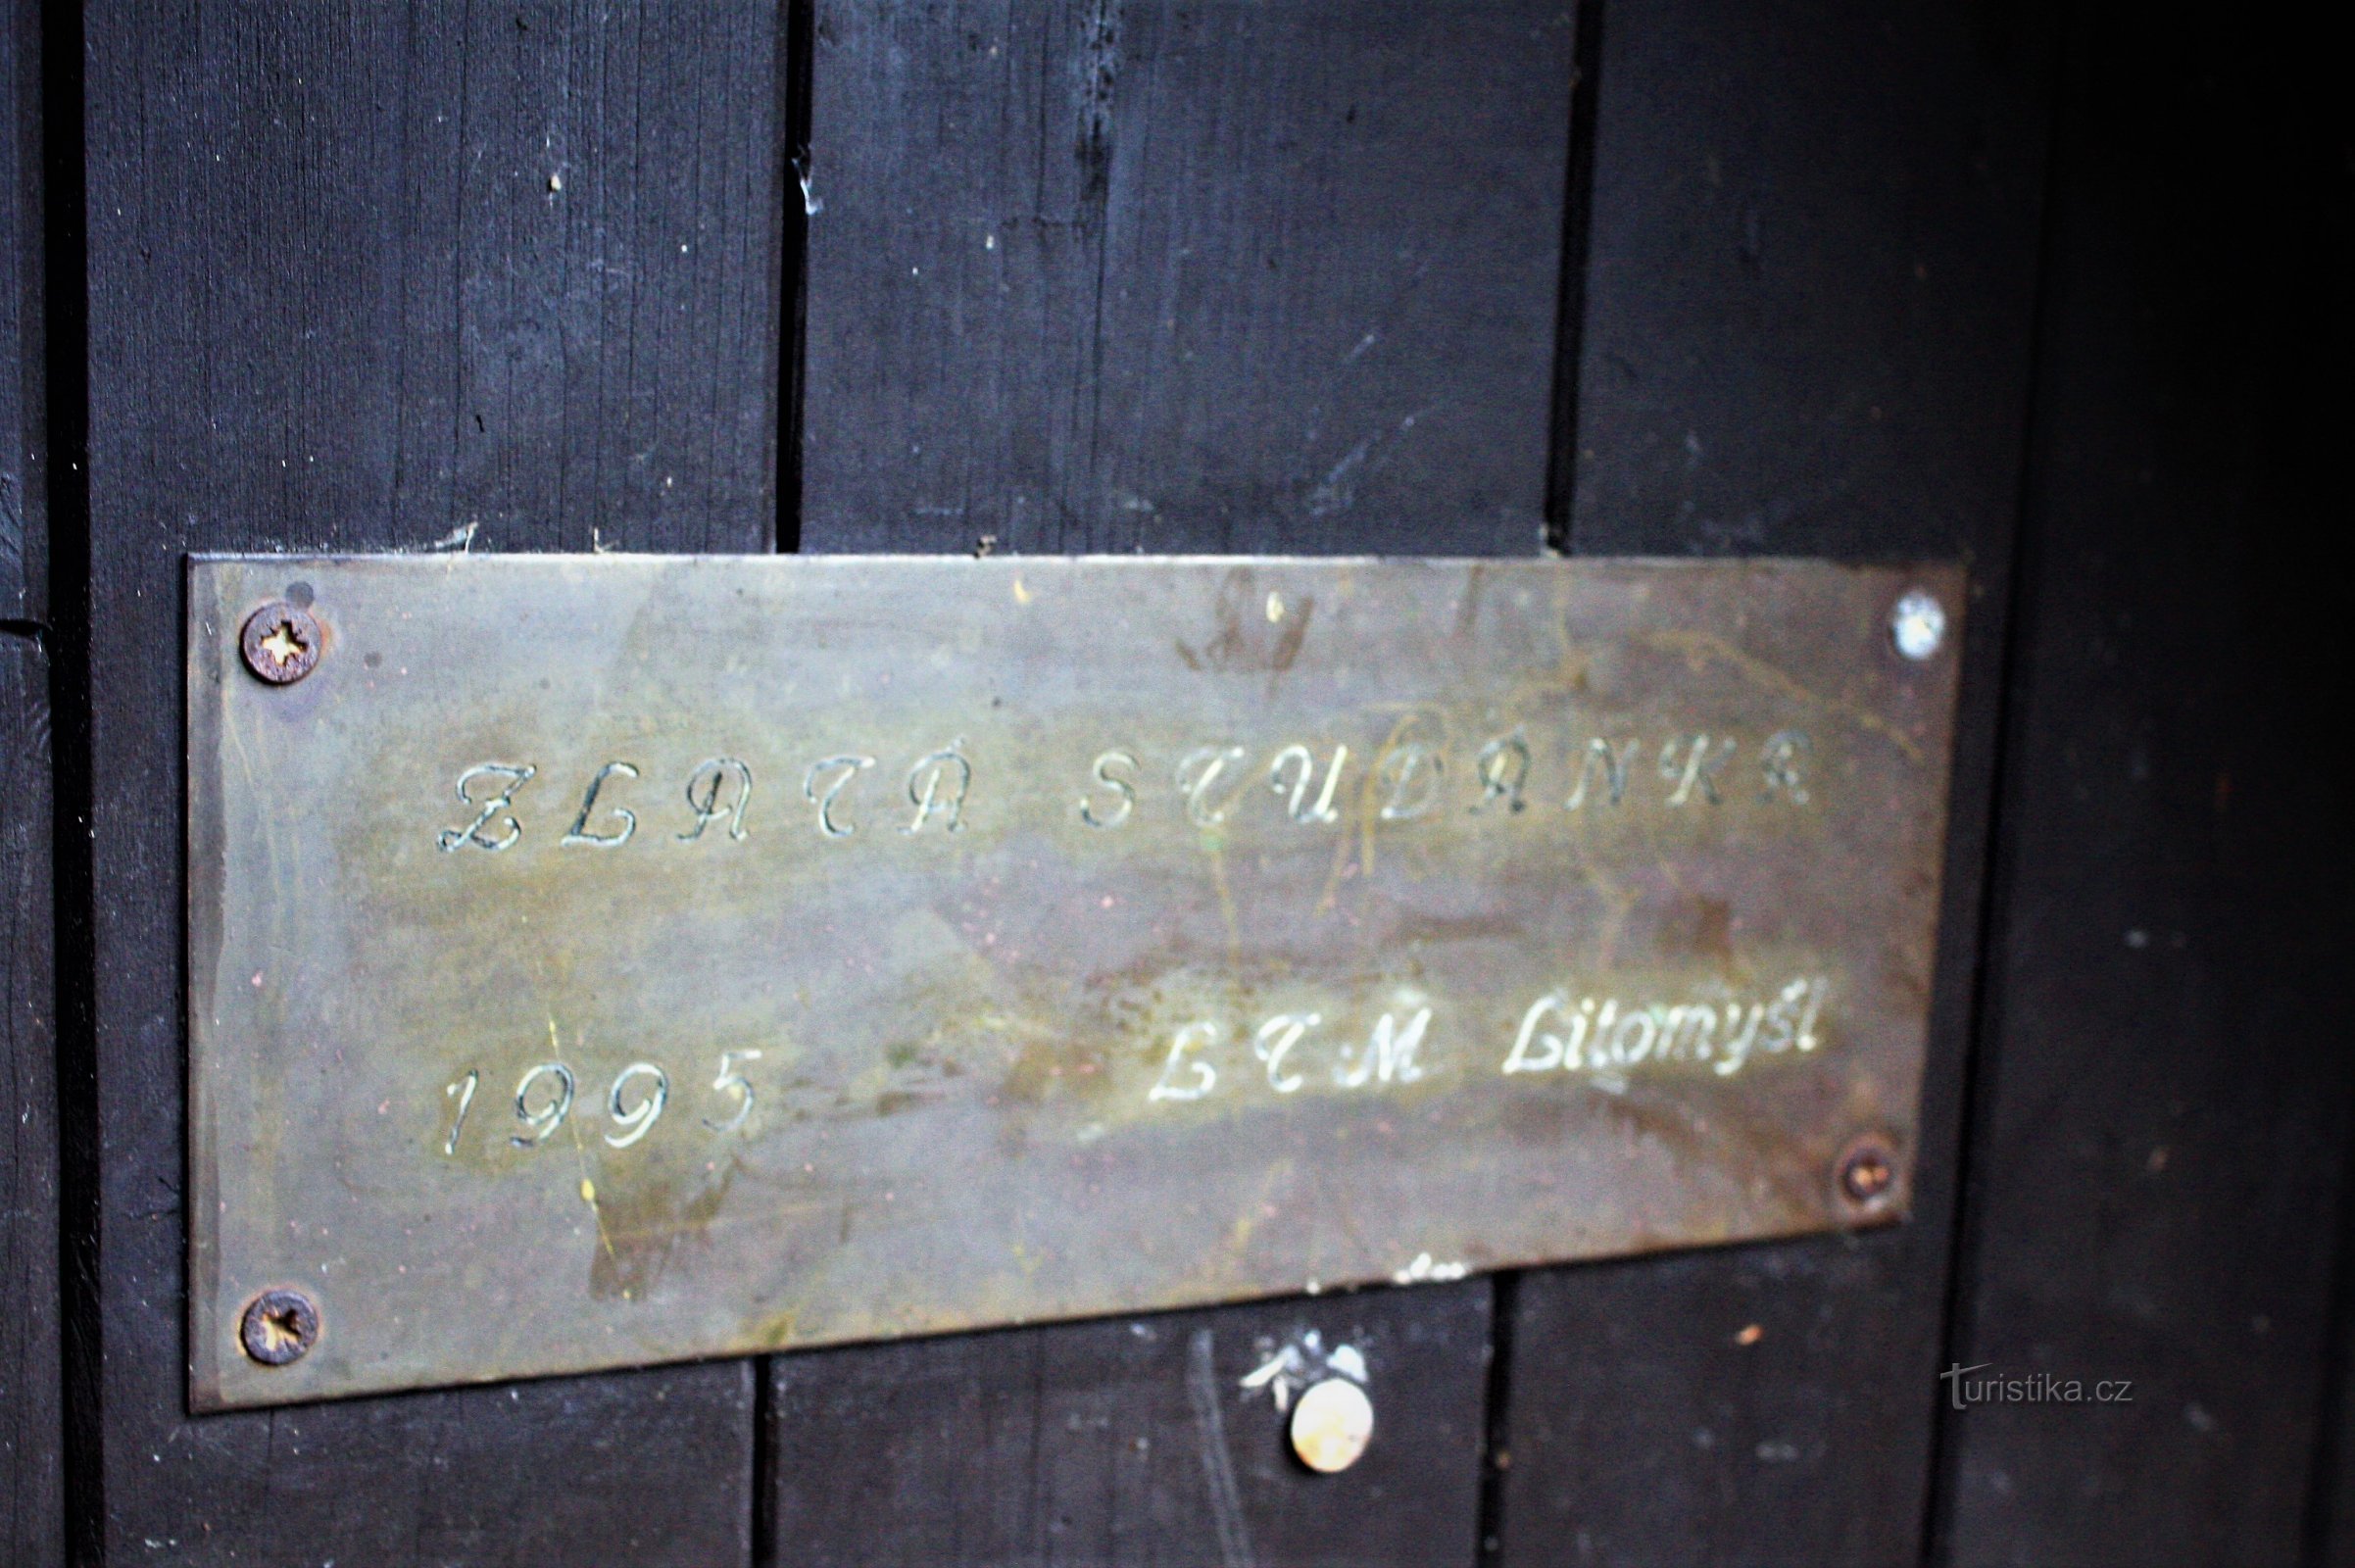 ZLATÁ STUDÁNKA
1995 LTM Litomyšl
Turistika.cz